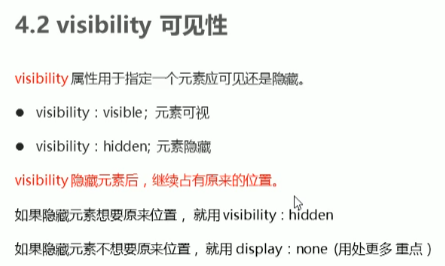 4.2 visibility 可见性
visibility 属性用于指定一个元素应可见还是隐藏。
● visibility：visible； 元素可视
● visibility：hidden; 元素隐藏
visibility 隐藏元素后，继续占有原来的位置。
如果隐藏元素想要原来位置， 就用 visibility：hidden
如果隐藏元素不想要原来位置， 就用 display：none (用处更多 重点）